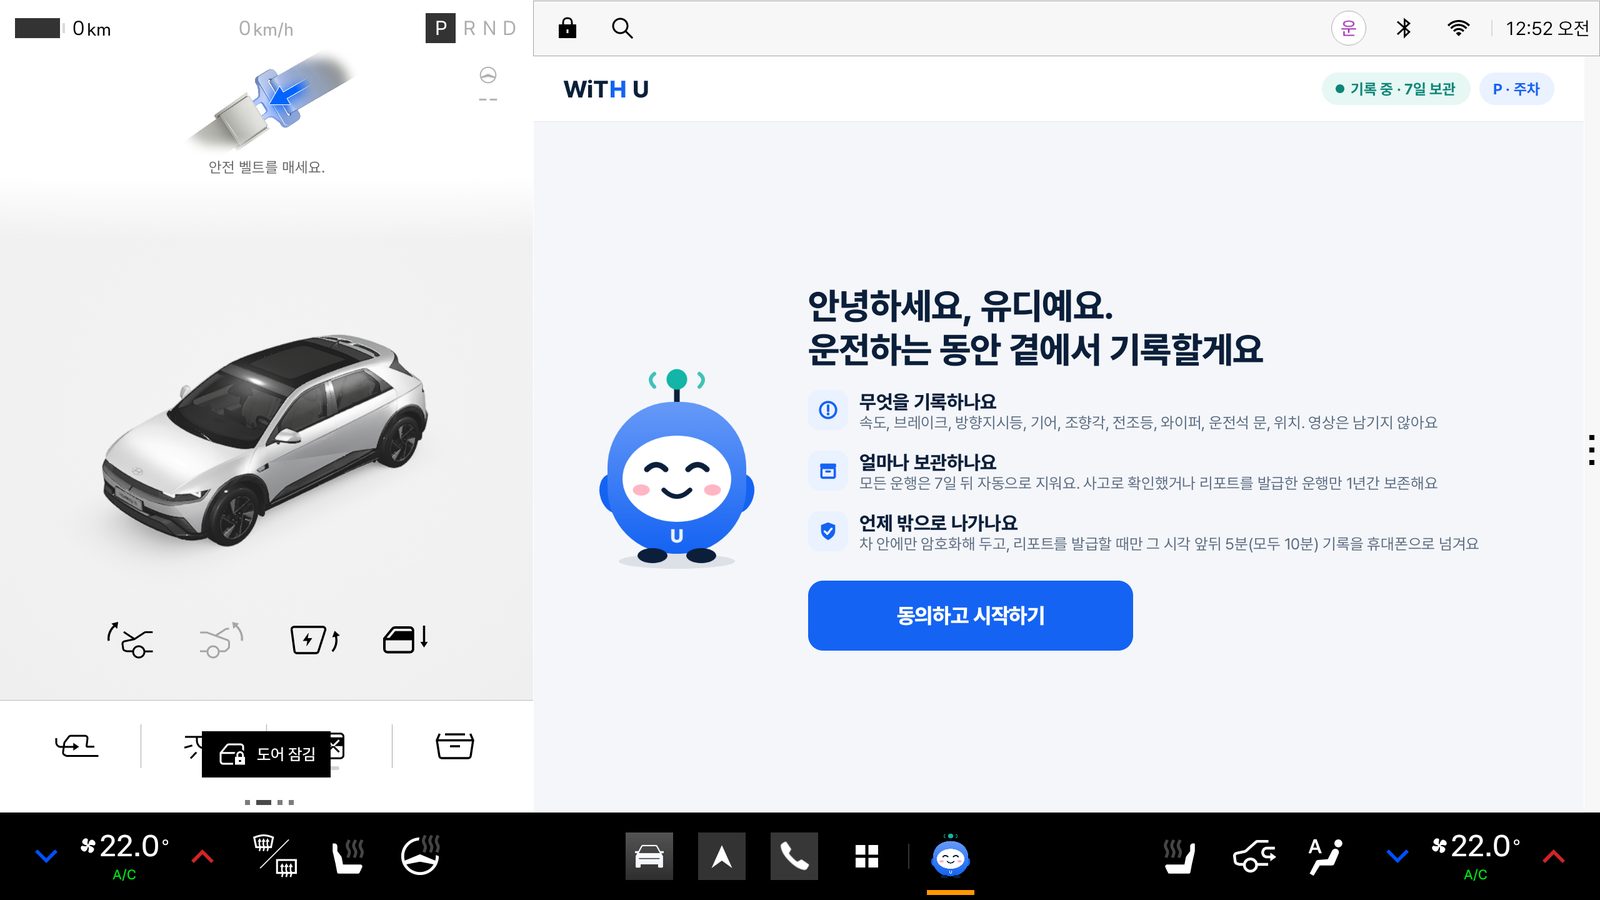 0 km
0 km/h
P R N D
--
안전 벨트를 매세요.
도어 잠김
운
12:52 오전
WiTH U
기록 중 · 7일 보관
P · 주차
안녕하세요, 유디예요.
운전하는 동안 곁에서 기록할게요
무엇을 기록하나요
속도, 브레이크, 방향지시등, 기어, 조향각, 전조등, 와이퍼, 운전석 문, 위치. 영상은 남기지 않아요
얼마나 보관하나요
모든 운행은 7일 뒤 자동으로 지워요. 사고로 확인했거나 리포트를 발급한 운행만 1년간 보존해요
언제 밖으로 나가나요
차 안에만 암호화해 두고, 리포트를 발급할 때만 그 시각 앞뒤 5분(모두 10분) 기록을 휴대폰으로 넘겨요
U
동의하고 시작하기
22.0°
A/C
U
A
22.0°
A/C